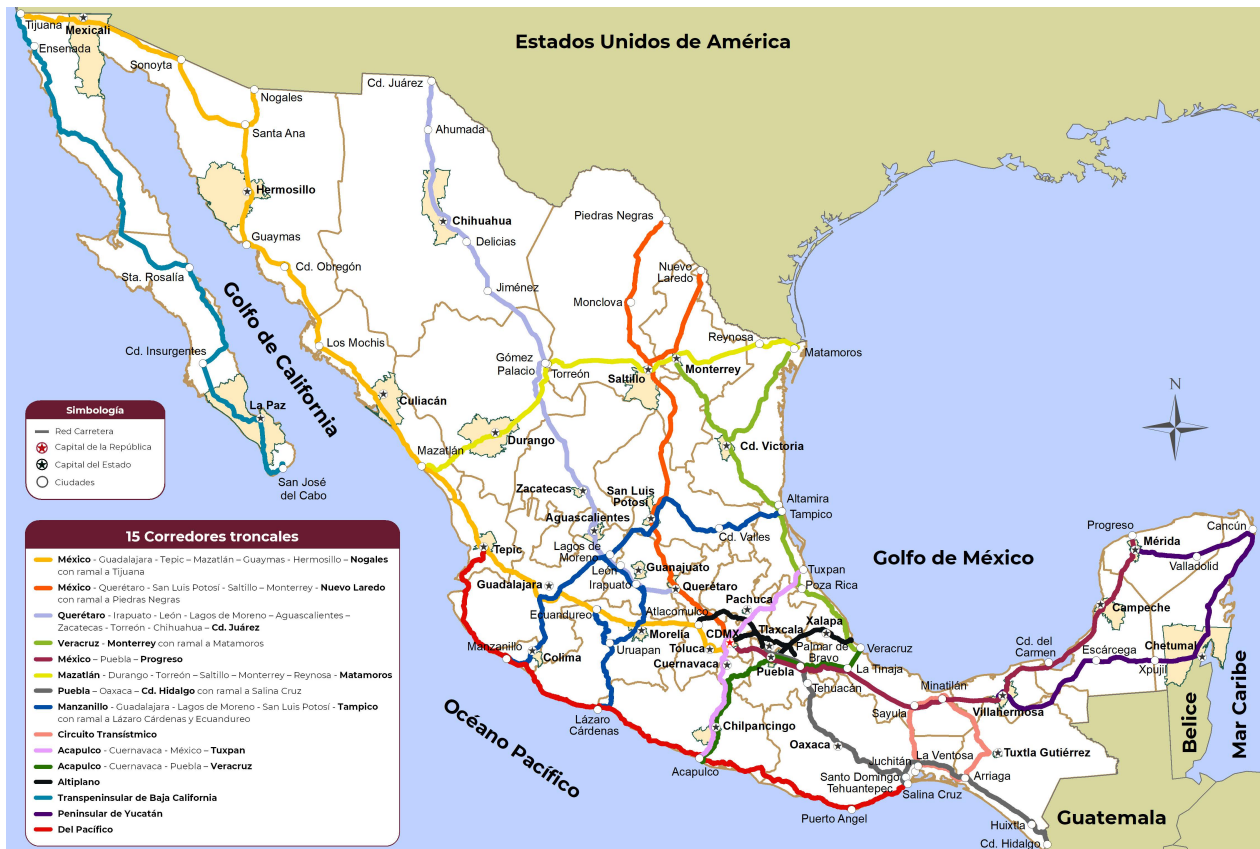 Estados Unidos de América
Tijuana
Mexicali
Ensenada
Sonoyta
Nogales
Santa Ana
Cd. Juárez
Ahumada
Hermosillo
Chihuahua
Delicias
Guaymas
Cd. Obregón
Sta. Rosalía
Jiménez
Piedras Negras
Nuevo
Laredo
Monclova
Golfo de California
Cd. Insurgentes
Los Mochis
Gómez
Palacio
Torreón
Saltillo
Monterrey
Reynosa
Matamoros
La Paz
Culiacán
Durango
Mazatlán
Cd. Victoria
San José
del Cabo
Zacatecas
San Luis
Potosí
Aguascalientes
Altamira
Tampico
Cd. Valles
Tepic
Lagos de
Moreno
León
Guanajuato
Irapuato
Guadalajara
Querétaro
Tuxpan
Poza Rica
Pachuca
Ecuandureo
Atlacomulco
Golfo de México
N
Progreso
Mérida
Cancún
Valladolid
Campeche
Manzanillo
Colima
Morelia
Uruapan
CDMX
Toluca
Tlaxcala
Xalapa
Cuernavaca
Palmar de
Bravo
Puebla
Veracruz
La Tinaja
Tehuacán
Cd. del
Carmen
Escárcega
Chetumal
Xpujil
Minatilán
Sayula
Villahermosa
Lázaro
Cárdenas
Chilpancingo
Oaxaca
Acapulco
Juchitán
La Ventosa
Santo Domingo
Tehuantepec
Salina Cruz
Arriaga
Tuxtla Gutiérrez
Puerto Angel
Huixtla
Cd. Hidalgo
Océano Pacífico
Belice
Mar Caribe
Guatemala
Simbología
Red Carretera
Capital de la República
Capital del Estado
Ciudades
15 Corredores troncales
México - Guadalajara - Tepic – Mazatlán – Guaymas - Hermosillo – Nogales
con ramal a Tijuana
México - Querétaro - San Luis Potosí - Saltillo – Monterrey - Nuevo Laredo
con ramal a Piedras Negras
Querétaro - Irapuato – León - Lagos de Moreno – Aguascalientes –
Zacatecas - Torreón - Chihuahua – Cd. Juárez
Veracruz - Monterrey con ramal a Matamoros
México – Puebla – Progreso
Mazatlán - Durango - Torreón – Saltillo – Monterrey - Reynosa - Matamoros
Puebla – Oaxaca – Cd. Hidalgo con ramal a Salina Cruz
Manzanillo - Guadalajara - Lagos de Moreno - San Luis Potosí - Tampico
con ramal a Lázaro Cárdenas y Ecuandureo
Circuito Transístmico
Acapulco - Cuernavaca - México – Tuxpan
Acapulco - Cuernavaca - Puebla – Veracruz
Altiplano
Transpeninsular de Baja California
Peninsular de Yucatán
Del Pacífico